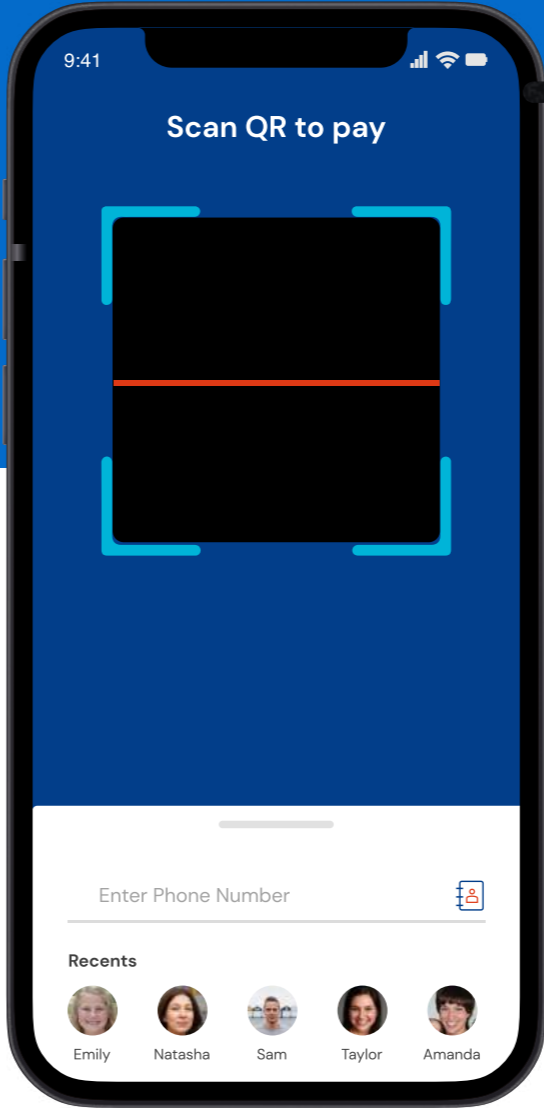 9:41
Scan QR to pay
Enter Phone Number
Recents
Emily Natasha Sam Taylor Amanda